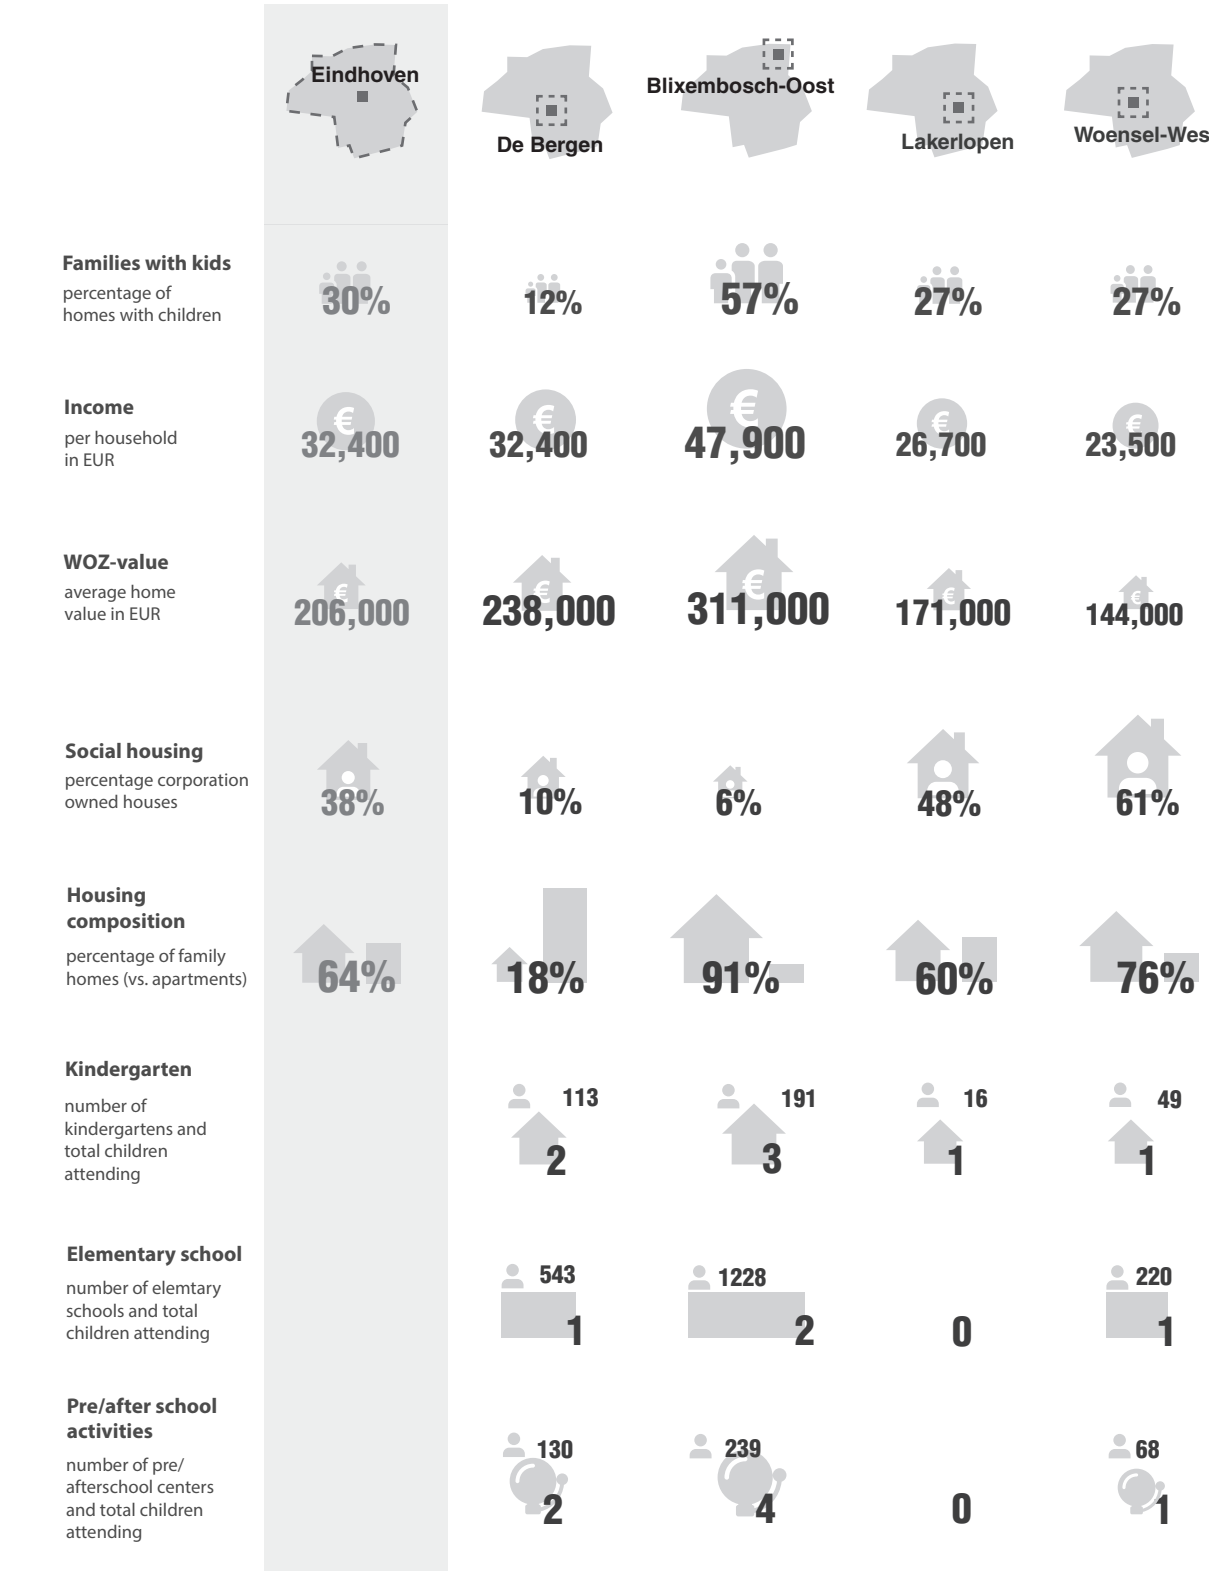 Eindhoven
De Bergen
Blixembosch-Oost
Lakerlopen
Woensel-Wes
Families with kids
percentage of
homes with children
30%
12%
57%
27%
27%
Income
per household
in EUR
€
€
€
€
€
32,400
32,400
47,900
26,700
23,500
WOZ-value
average home
value in EUR
€
€
€
€
€
206,000
238,000
311,000
171,000
144,000
Social housing
percentage corporation
owned houses
38%
10%
6%
48%
61%
Housing
composition
percentage of family
homes (vs. apartments)
64%
18%
91%
60%
76%
Kindergarten
number of
kindergartens and
total children
attending
113
191
16
49
2
3
1
1
Elementary school
number of elemtary
schools and total
children attending
543
1228
220
1
2
0
1
Pre/after school
activities
number of pre/
afterschool centers
and total children
attending
130
239
68
2
4
0
1